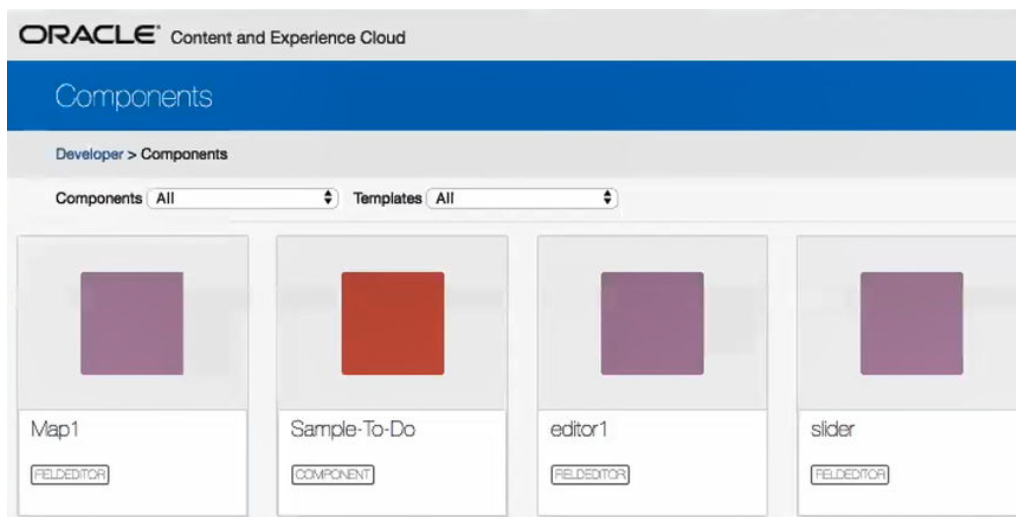 ORACLE® Content and Experience Cloud
Components
Developer > Components
Components All Templates All
Map1 Sample-To-Do editor1 slider
FIELDEDITOR COMPONENT FIELDEDITOR FIELDEDITOR